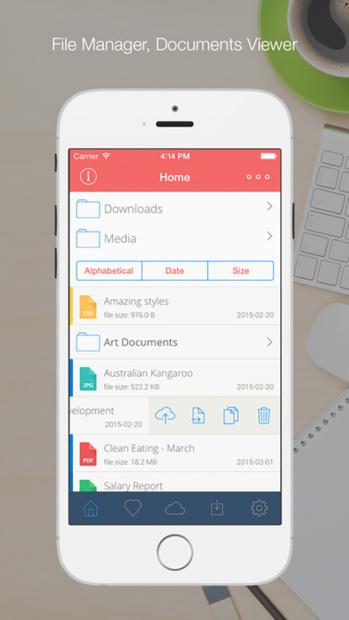 File Manager, Documents Viewer
Carrier
4:14 PM
Home
Downloads
Media
Alphabetical Date Size
Amazing styles
CSS
file size: 976.0 B 2015-02-20
Art Documents
Australian Kangaroo
JPG
file size: 522.2 KB 2015-02-20
velopment
2015-02-20
Clean Eating - March
PDF
file size: 18.2 MB 2015-03-01
Salary Report